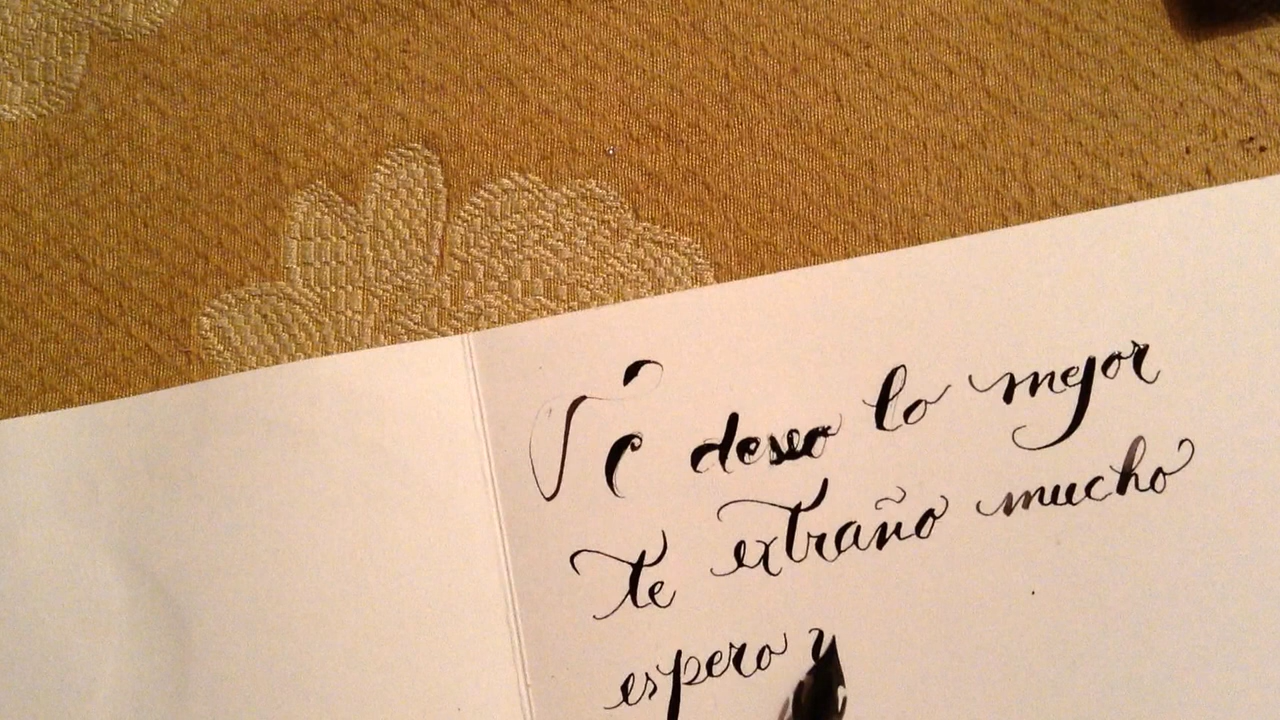 Te deseo lo mejor
te extraño mucho
espero